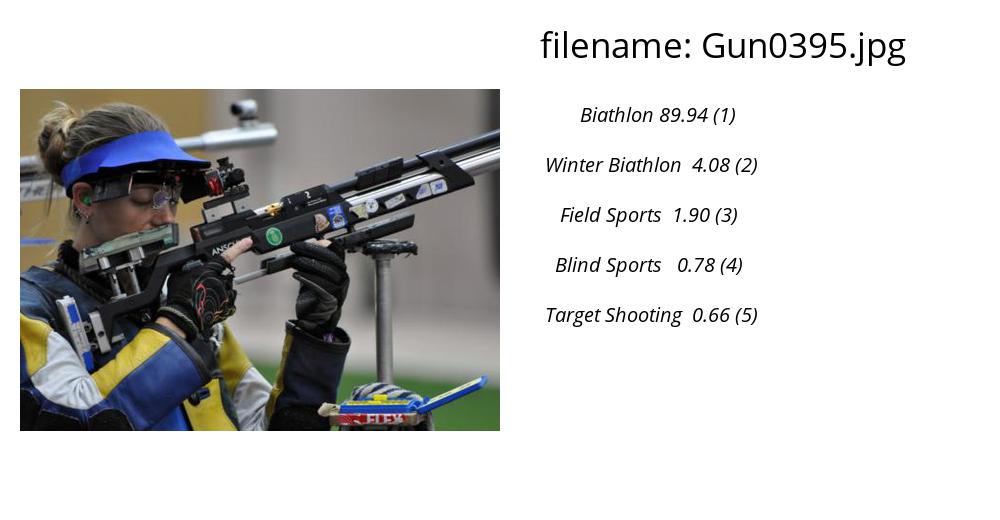 filename: Gun0395.jpg
Biathlon 89.94 (1)
Winter Biathlon 4.08 (2)
Field Sports 1.90 (3)
Blind Sports 0.78 (4)
Target Shooting 0.66 (5)
ANSCH